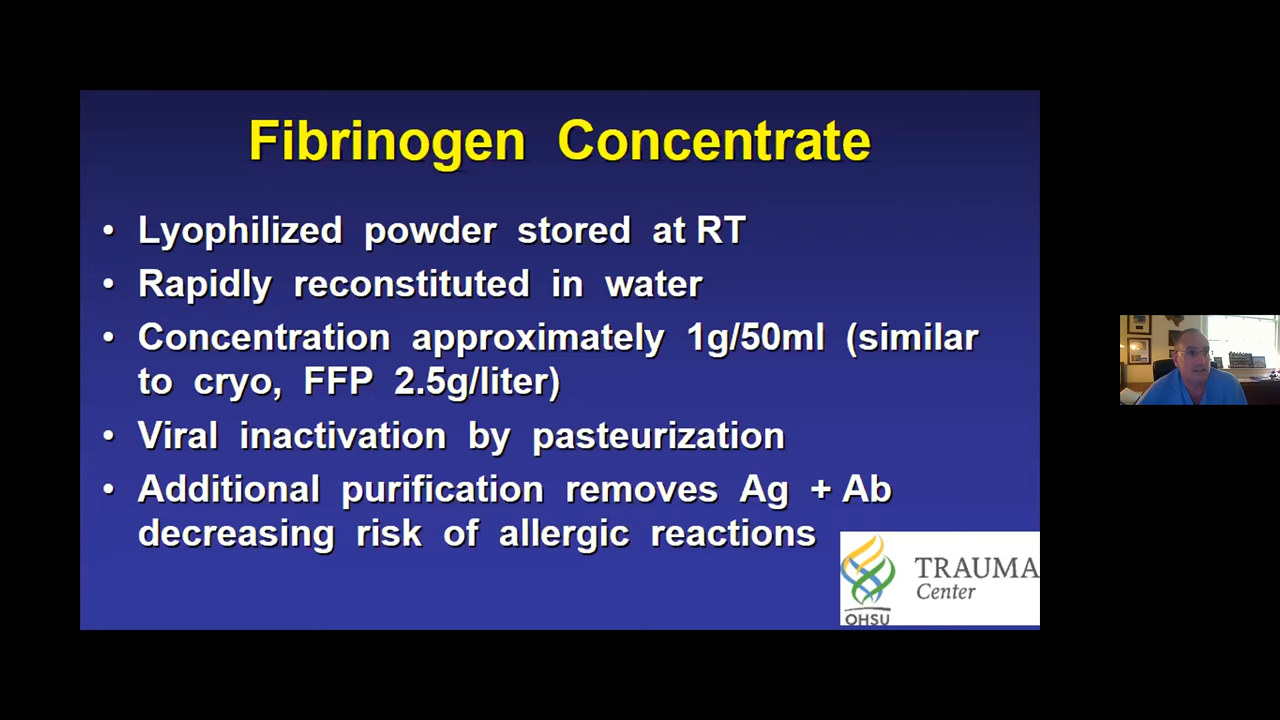 Fibrinogen Concentrate
• Lyophilized powder stored at RT
• Rapidly reconstituted in water
• Concentration approximately 1g/50ml (similar
to cryo, FFP 2.5g/liter)
• Viral inactivation by pasteurization
• Additional purification removes Ag + Ab
decreasing risk of allergic reactions
TRAUMA
Center
OHSU